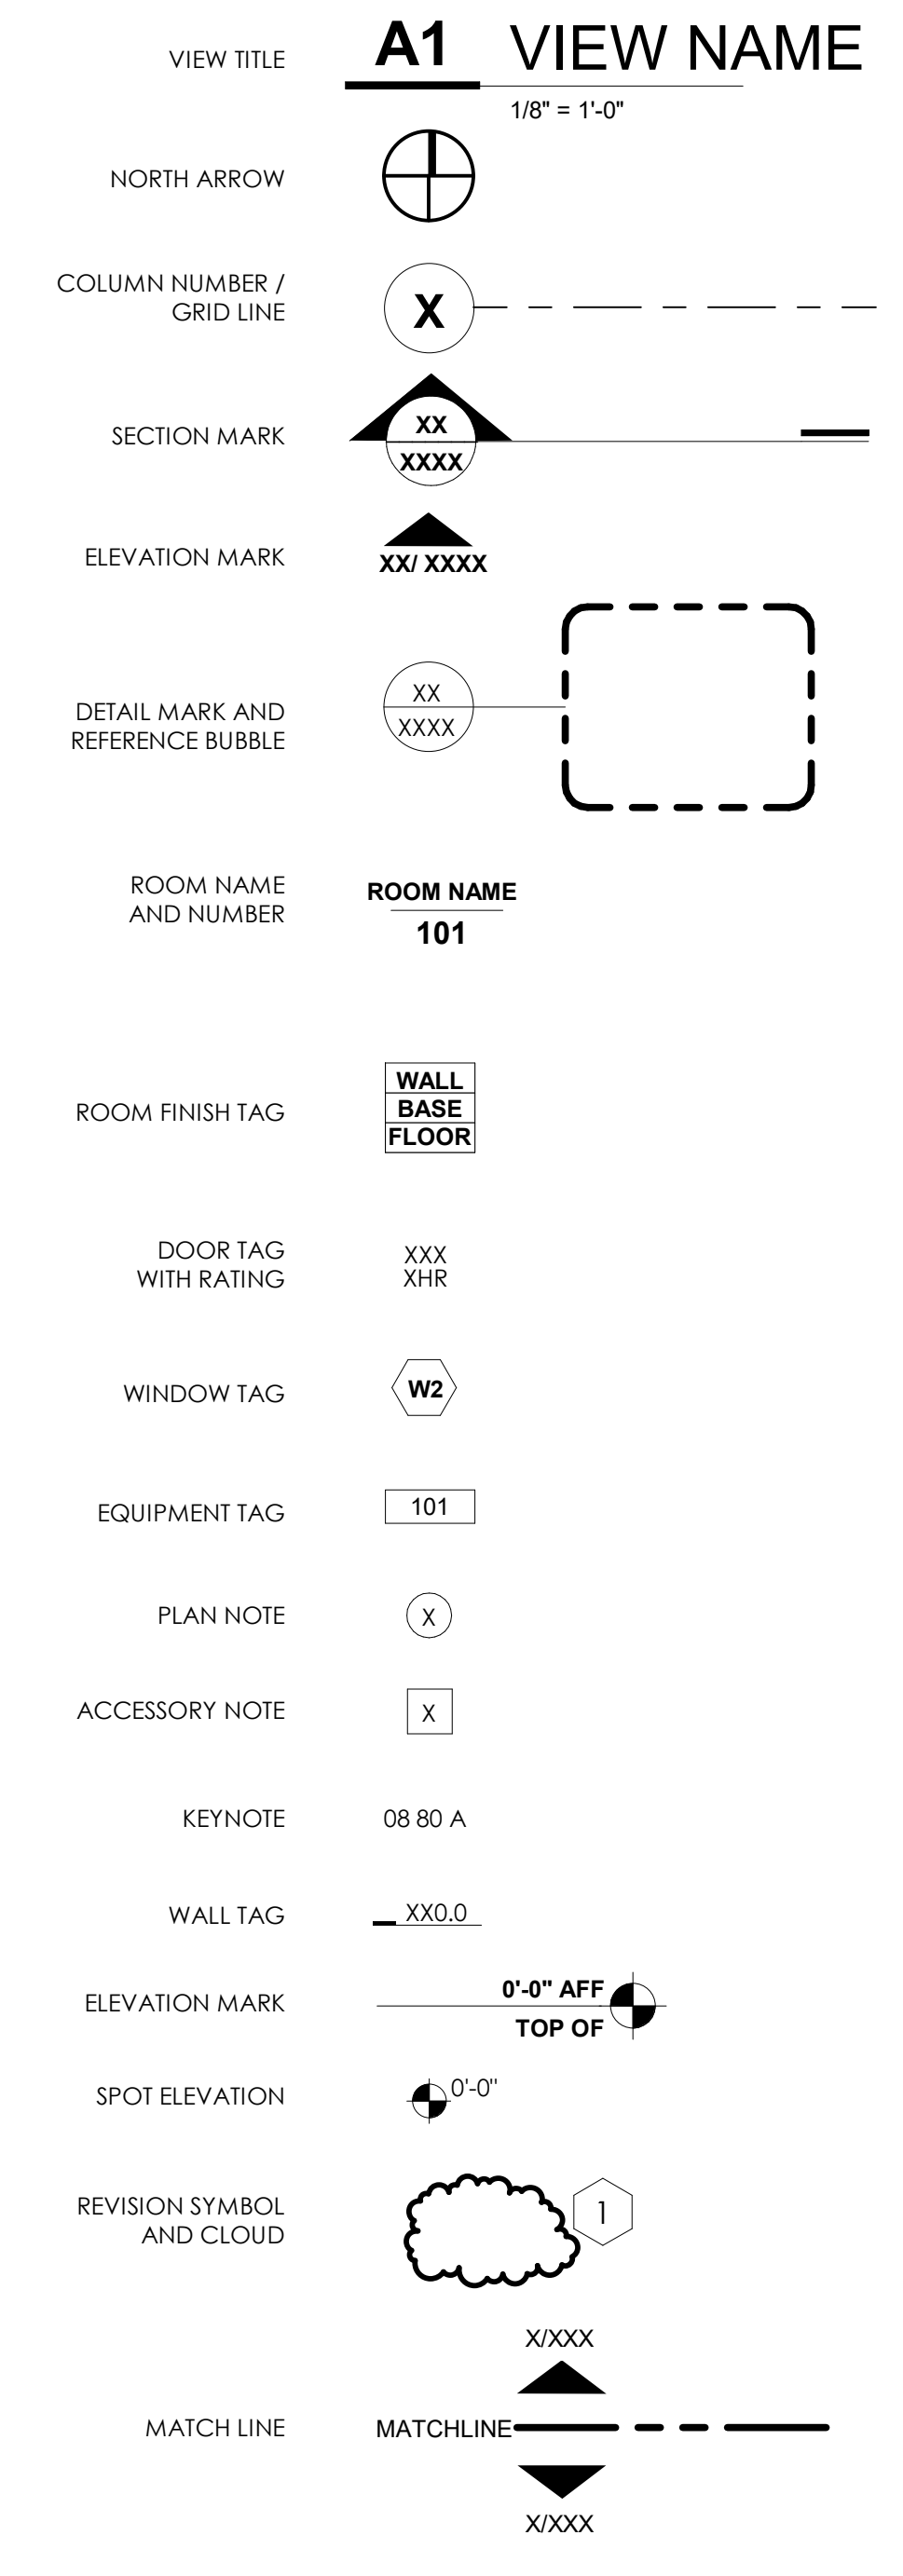 VIEW TITLE
A1 VIEW NAME
1/8" = 1'-0"
NORTH ARROW
COLUMN NUMBER /
GRID LINE
X
SECTION MARK
XX
XXXX
ELEVATION MARK
XX/ XXXX
DETAIL MARK AND
REFERENCE BUBBLE
XX
XXXX
ROOM NAME
AND NUMBER
ROOM NAME
101
ROOM FINISH TAG
WALL
BASE
FLOOR
DOOR TAG
WITH RATING
XXX
XHR
WINDOW TAG
W2
EQUIPMENT TAG
101
PLAN NOTE
X
ACCESSORY NOTE
X
KEYNOTE
08 80 A
WALL TAG
XX0.0
ELEVATION MARK
0'-0" AFF
TOP OF
SPOT ELEVATION
0'-0"
REVISION SYMBOL
AND CLOUD
1
X/XXX
MATCH LINE
MATCHLINE
X/XXX